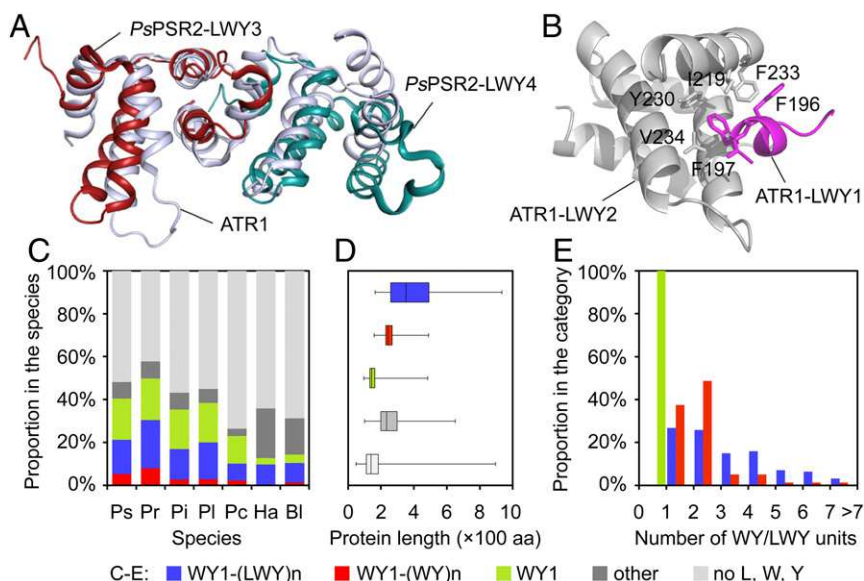 A
PsPSR2-LWY3
PsPSR2-LWY4
ATR1
B
I219
F233
Y230
F196
V234
F197
ATR1-LWY2
ATR1-LWY1
C
Proportion in the species
100%
80%
60%
40%
20%
0%
Ps Pr Pi Pl Pc Ha Bl
Species
D
0 2 4 6 8 10
Protein length (×100 aa)
E
Proportion in the category
100%
80%
60%
40%
20%
0%
1 2 3 4 5 6 7 >7
Number of WY/LWY units
C-E: WY1-(LWY)n WY1-(WY)n WY1 other no L, W, Y